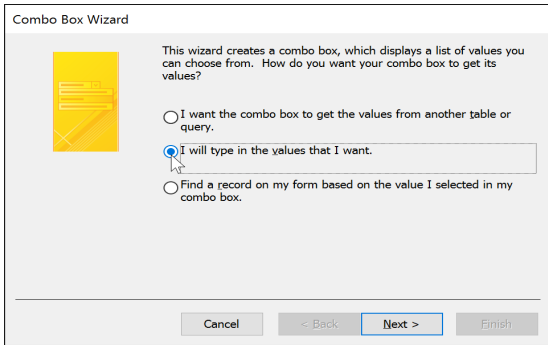 Combo Box Wizard
This wizard creates a combo box, which displays a list of values you
can choose from.  How do you want your combo box to get its
values?
I want the combo box to get the values from another table or
query.
I will type in the values that I want.
Find a record on my form based on the value I selected in my
combo box.
Cancel
< Back
Next >
Finish